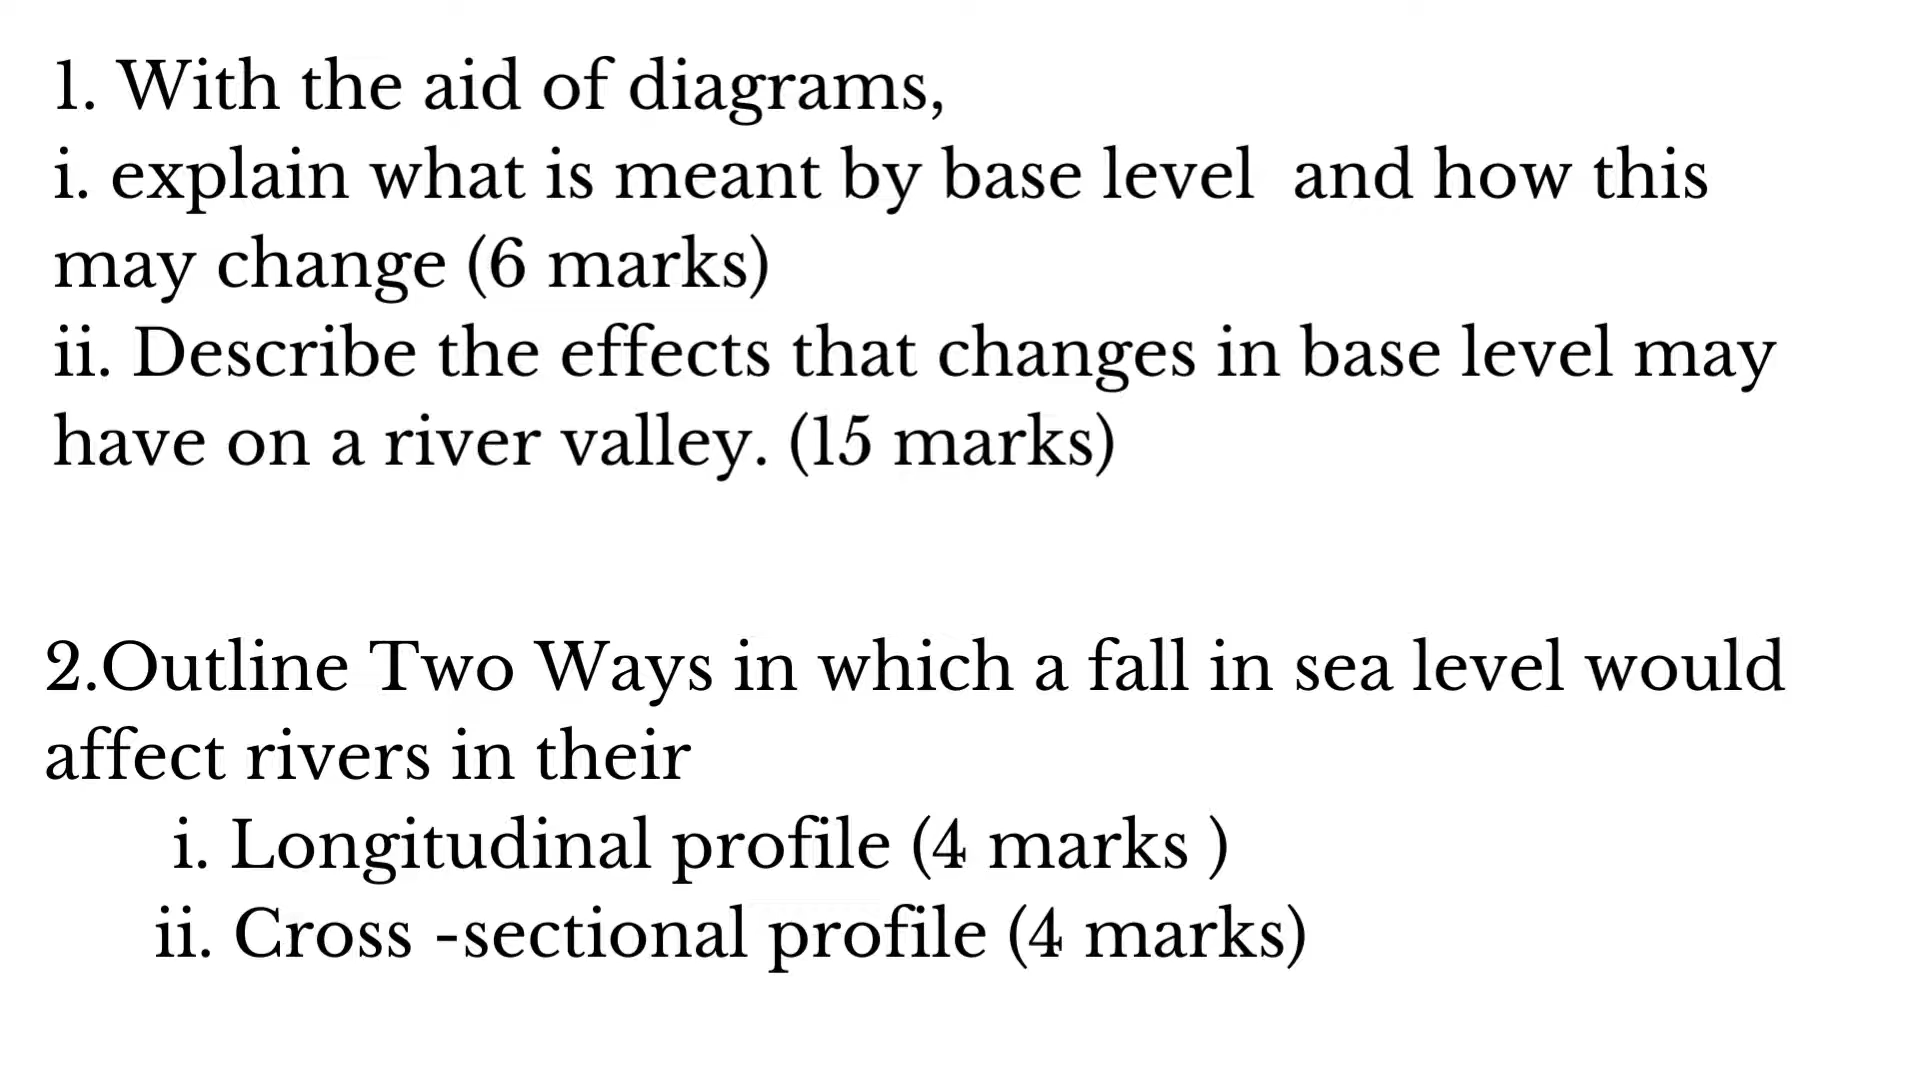 1. With the aid of diagrams,
i. explain what is meant by base level  and how this
may change (6 marks)
ii. Describe the effects that changes in base level may
have on a river valley. (15 marks)
2.Outline Two Ways in which a fall in sea level would
affect rivers in their
i. Longitudinal profile (4 marks )
ii. Cross -sectional profile (4 marks)